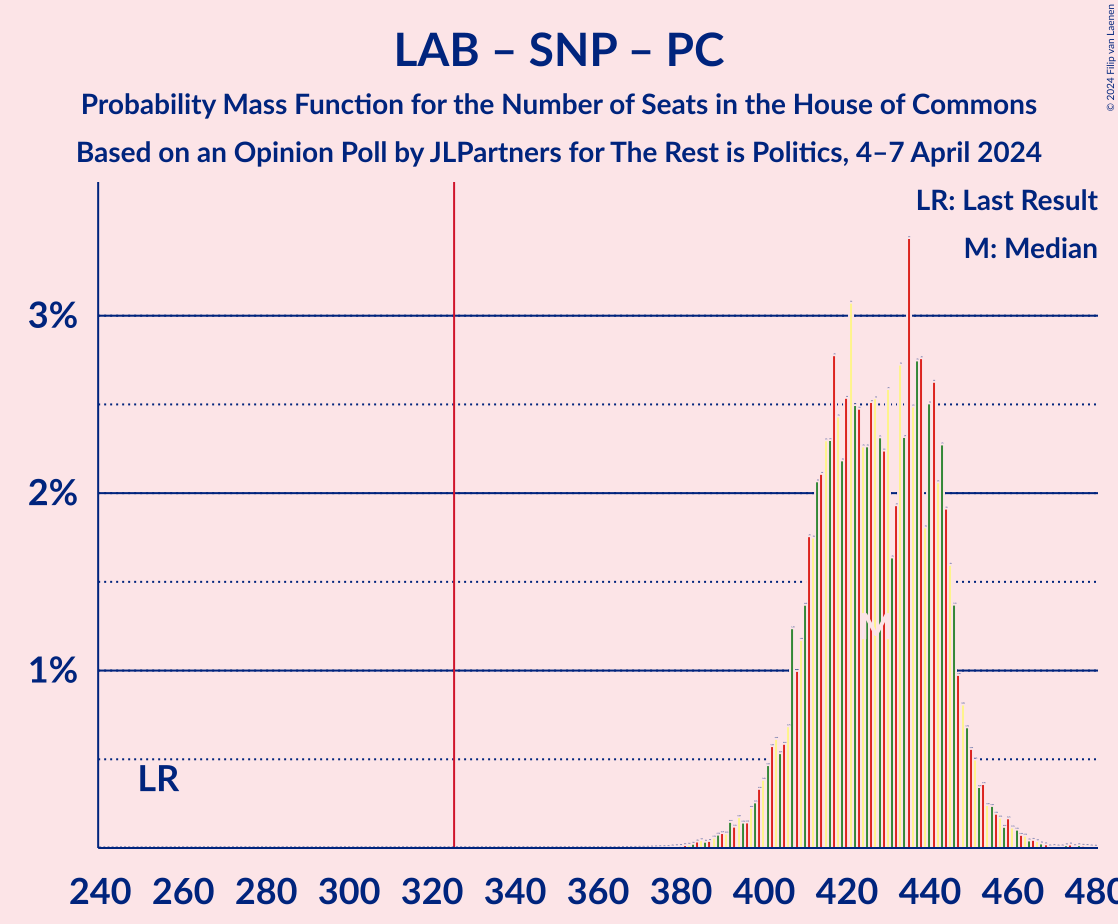 LAB – SNP – PC
Probability Mass Function for the Number of Seats in the House of Commons
Based on an Opinion Poll by JLPartners for The Rest is Politics, 4–7 April 2024
© 2024 Filip van Laenen
LR: Last Result
M: Median
3%
2%
1%
M
LR
240 260 280 300 320 340 360 380 400 420 440 460 480